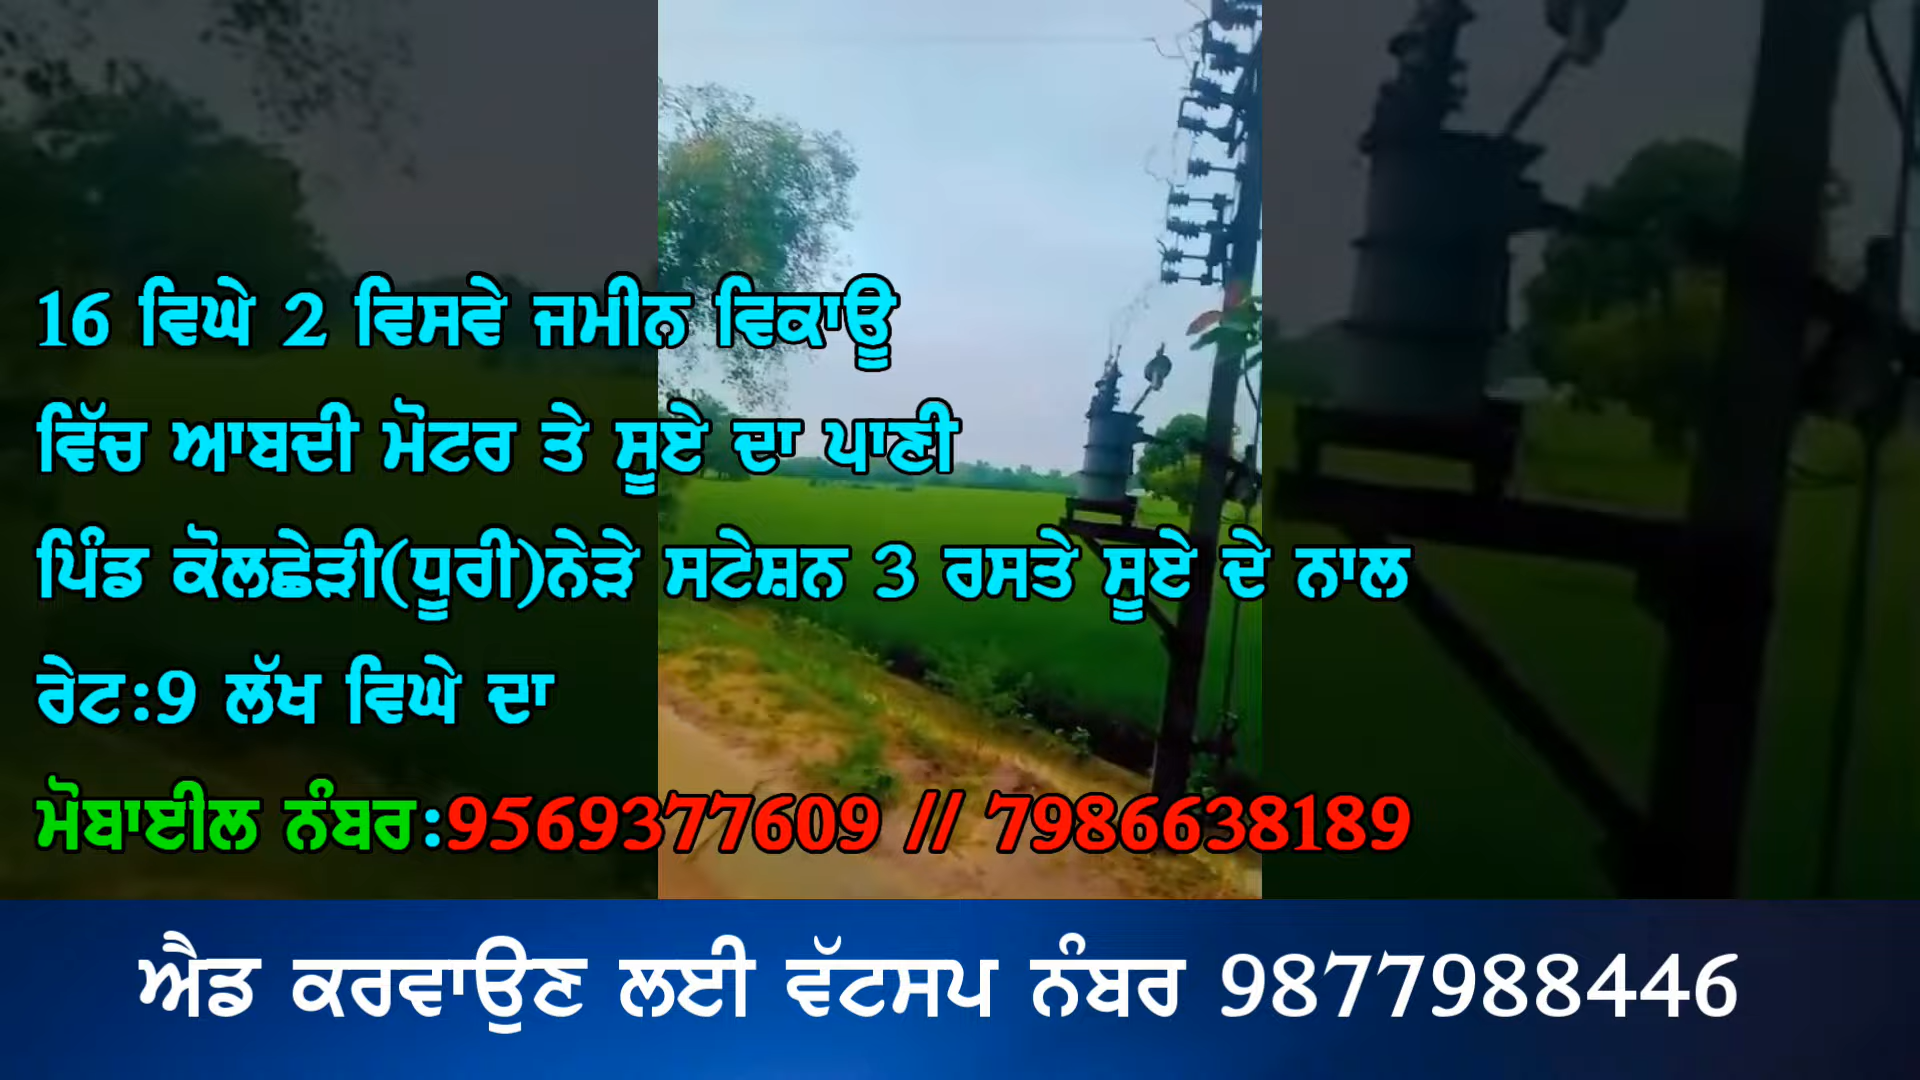 16 ਵਿਘੇ 2 ਵਿਸਵੇ ਜਮੀਨ ਵਿਕਾਊ
ਵਿੱਚ ਆਬਦੀ ਮੋਟਰ ਤੇ ਸੂਏ ਦਾ ਪਾਣੀ
ਪਿੰਡ ਕੋਲਛੇੜੀ(ਧੂਰੀ)ਨੇੜੇ ਸਟੇਸ਼ਨ 3 ਰਸਤੇ ਸੂਏ ਦੇ ਨਾਲ
ਰੇਟ:9 ਲੱਖ ਵਿਘੇ ਦਾ
ਮੋਬਾਈਲ ਨੰਬਰ:9569377609 // 7986638189
ਐਡ ਕਰਵਾਉਣ ਲਈ ਵੱਟਸਪ ਨੰਬਰ 9877988446